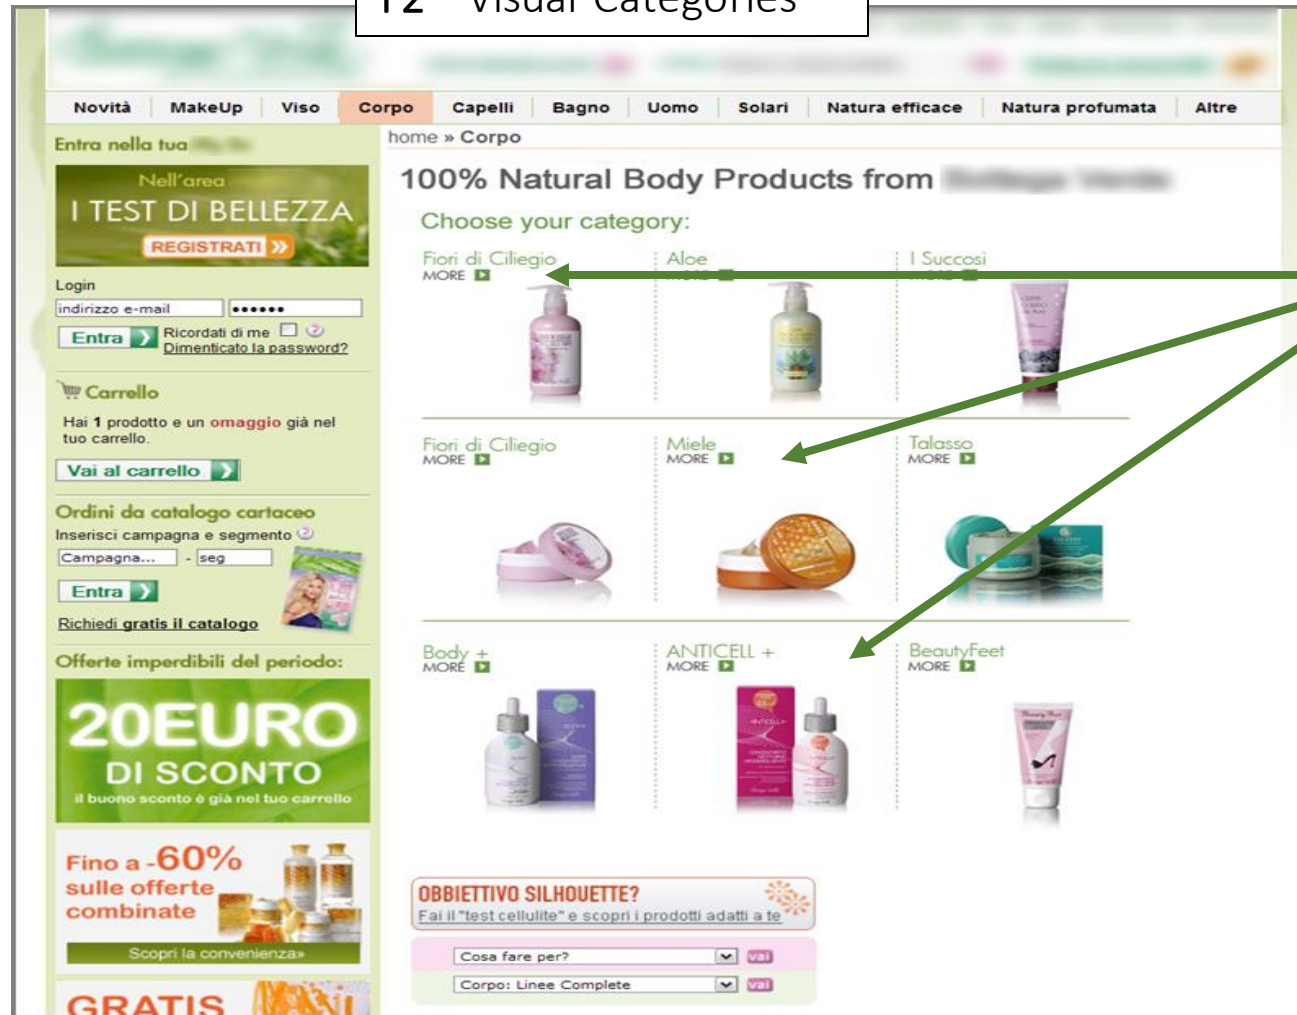 T2 Visual Categories
Novità MakeUp Viso Corpo Capelli Bagno Uomo Solari Natura efficace Natura profumata Altre
Entra nella tua
Nell'area
I TEST DI BELLEZZA
REGISTRATI
Login
indirizzo e-mail ••••••
Entra Ricordati di me
Dimenticato la password?
Carrello
Hai 1 prodotto e un omaggio già nel
tuo carrello.
Vai al carrello
Ordini da catalogo cartaceo
Inserisci campagna e segmento
Campagna... - seg
Entra
Richiedi gratis il catalogo
Offerte imperdibili del periodo:
20EURO
DI SCONTO
il buono sconto è già nel tuo carrello
Fino a -60%
sulle offerte
combinate
Scopri la convenienza»
GRATIS
home » Corpo
100% Natural Body Products from
Choose your category:
Fiori di Ciliegio Aloe I Succosi
MORE MORE MORE
Fiori di Ciliegio Miele Talasso
MORE MORE MORE
Body + ANTICELL + BeautyFeet
MORE MORE MORE
OBBIETTIVO SILHOUETTE?
Fai il "test cellulite" e scopri i prodotti adatti a te
Cosa fare per? vai
Corpo: Linee Complete vai